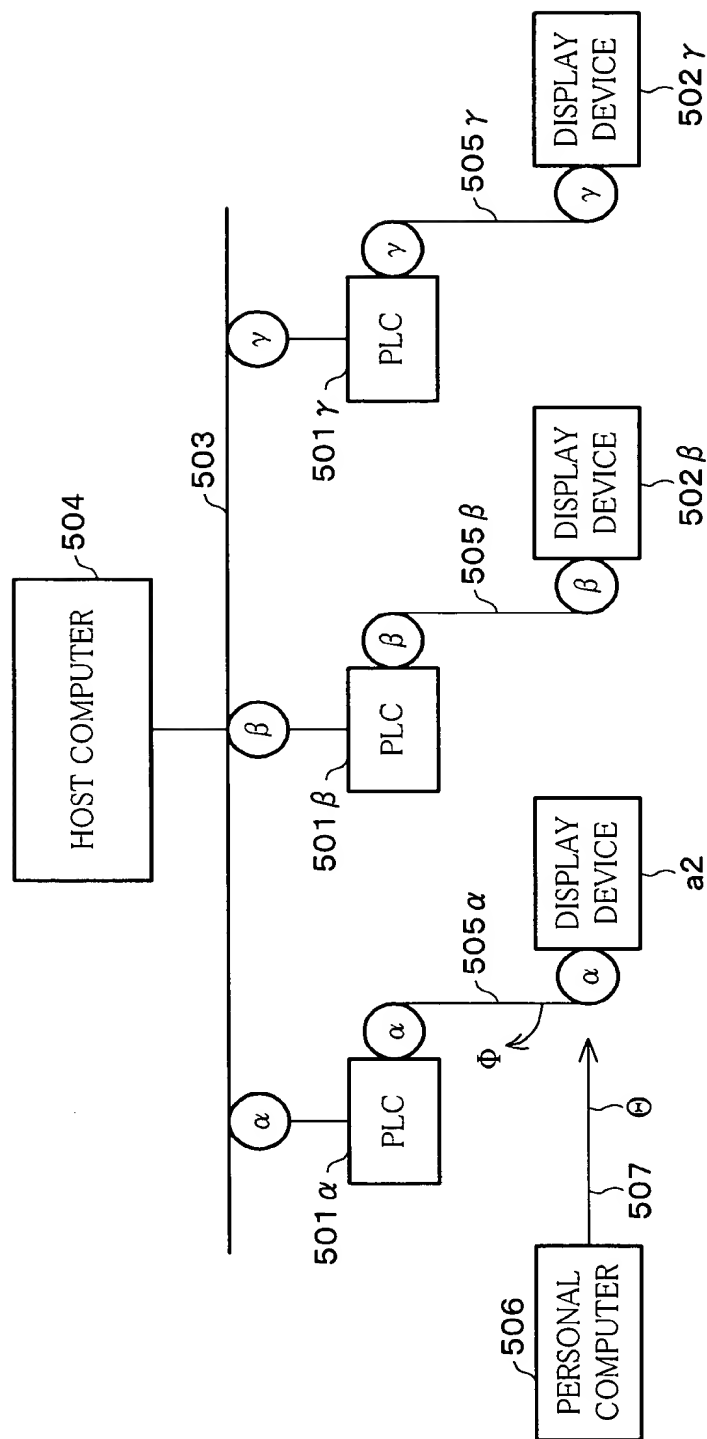 HOST COMPUTER
504
503
α
β
γ
501α
PLC
α
501β
PLC
β
501γ
PLC
γ
505α
505β
505γ
Φ
506
PERSONAL
COMPUTER
507
Θ
α
DISPLAY
DEVICE
a2
β
DISPLAY
DEVICE
502β
γ
DISPLAY
DEVICE
502γ